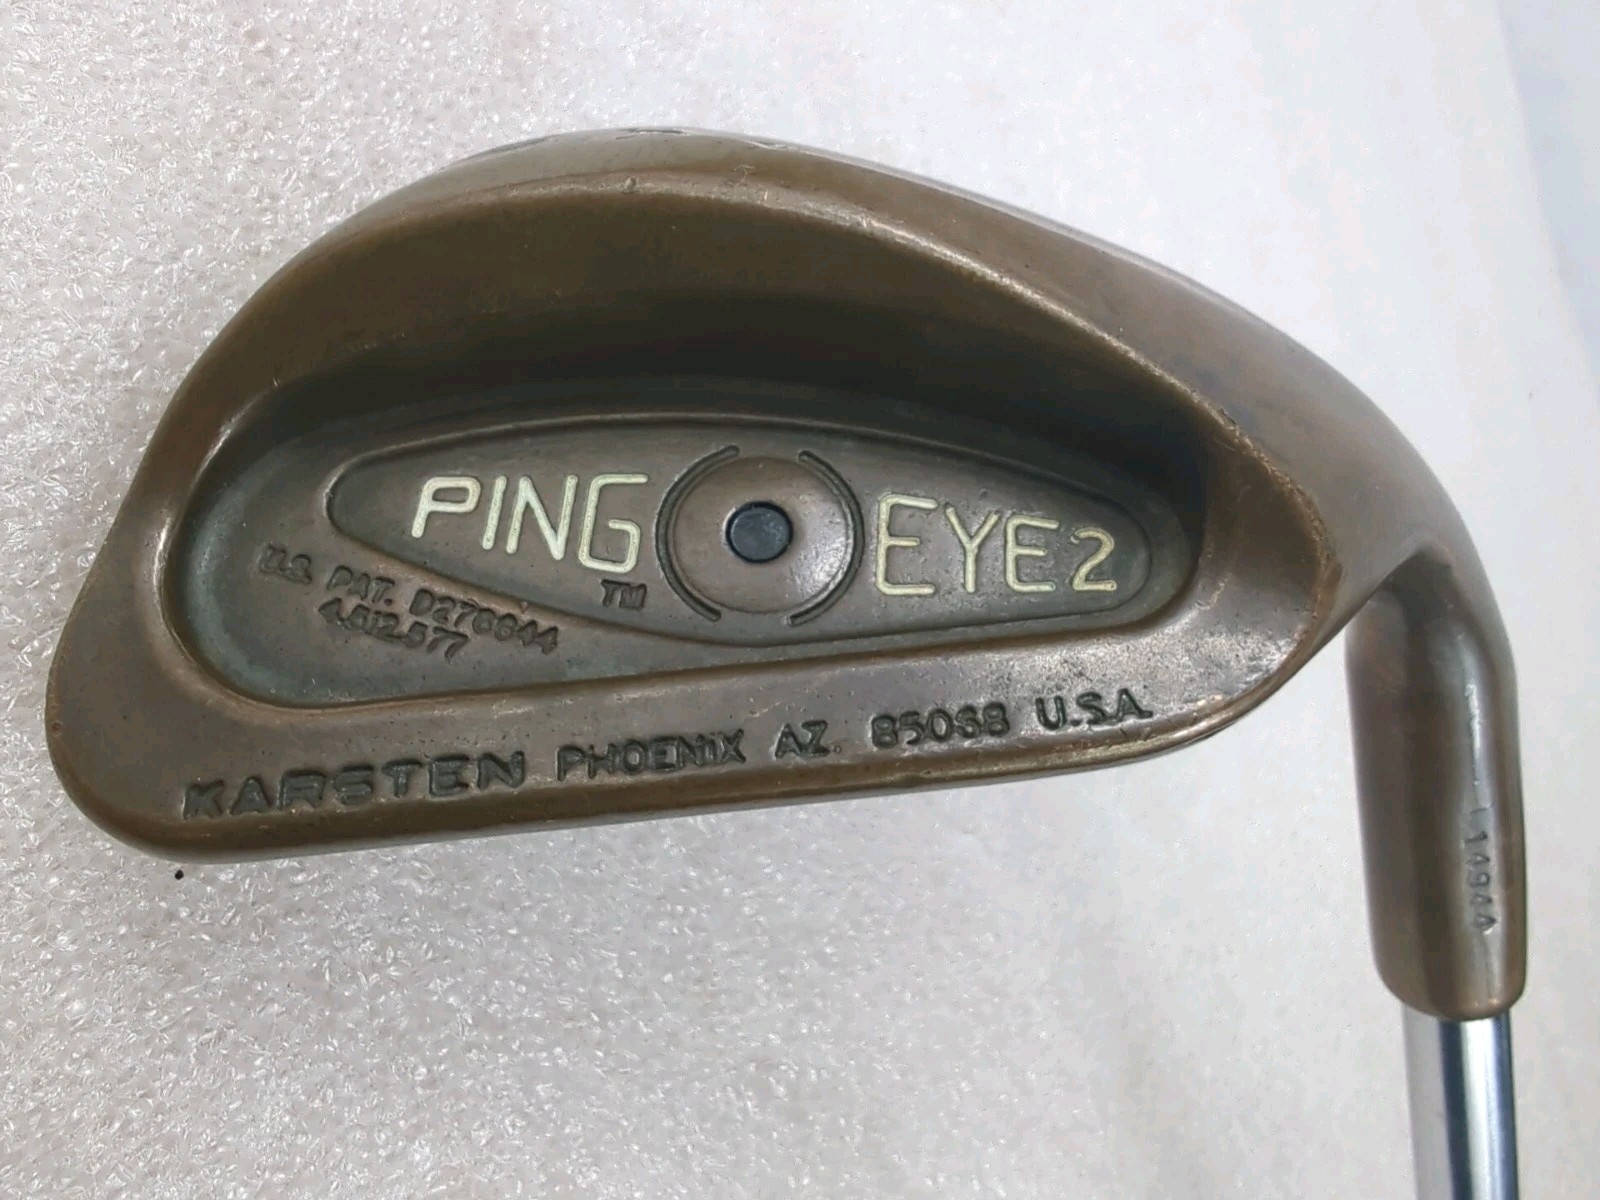 PING EYE2
TM
U.S. PAT. D276644
4,512,577
KARSTEN PHOENIX AZ. 85068 U.S.A.